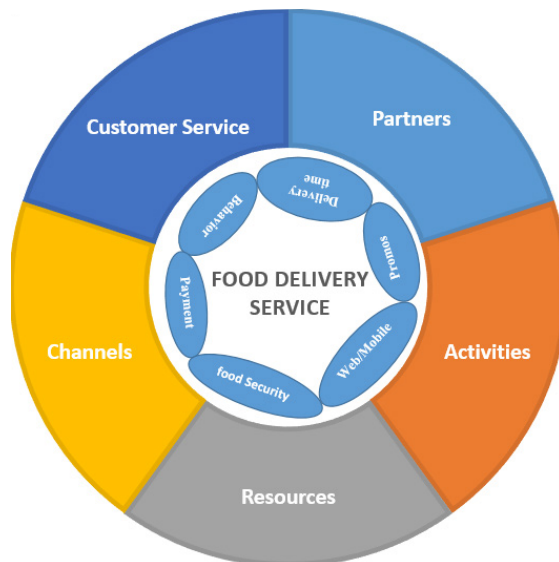 Customer Service
Partners
Delivery
time
Behavior
Promos
FOOD DELIVERY
SERVICE
Payment
Web/Mobile
food Security
Channels
Activities
Resources